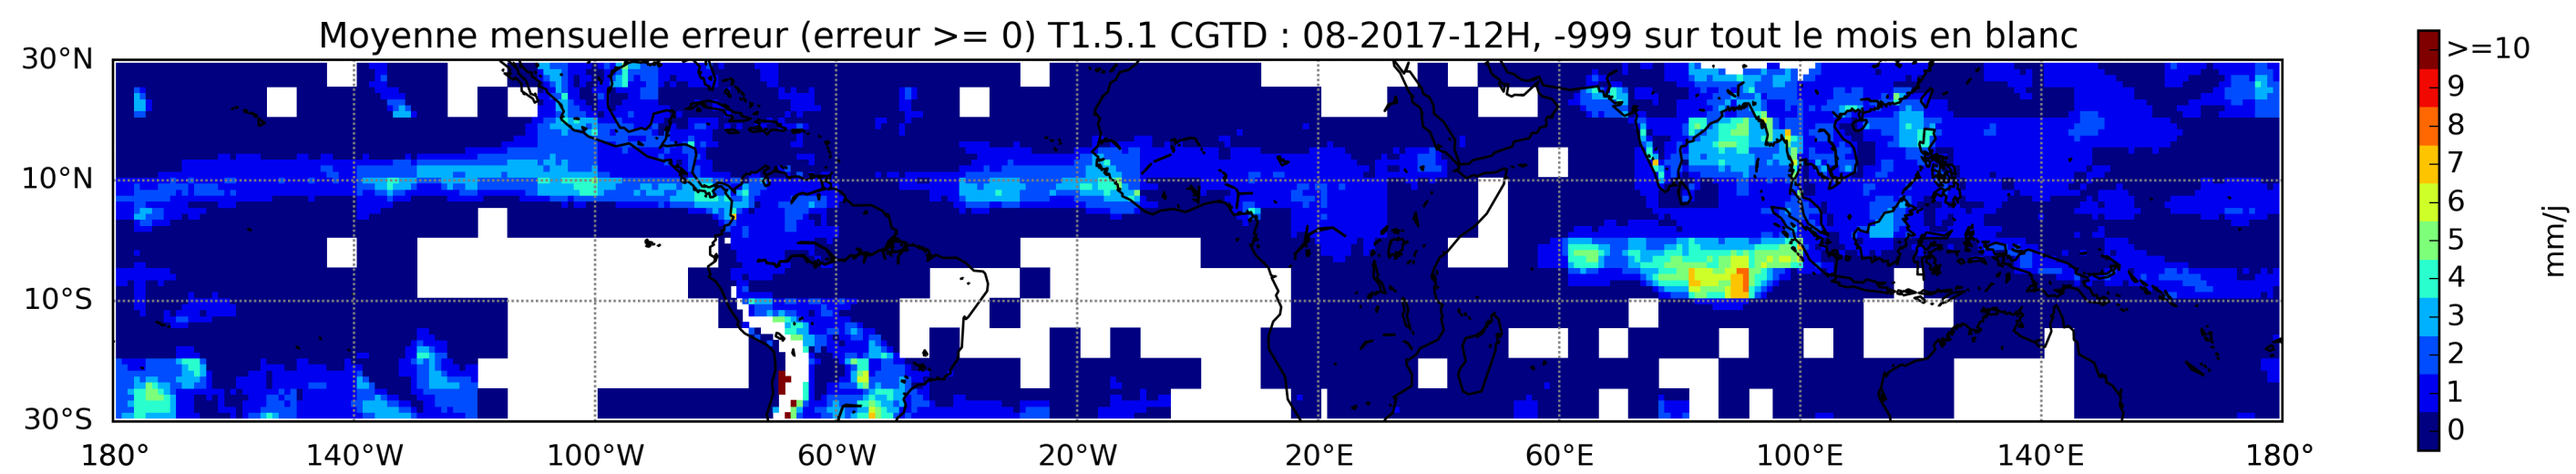 Moyenne mensuelle erreur (erreur >= 0) T1.5.1 CGTD : 08-2017-12H, -999 sur tout le mois en blanc
30°N
10°N
10°S
30°S
180°
140°W
100°W
60°W
20°W
20°E
60°E
100°E
140°E
180°
>=10
9
8
7
6
5
4
3
2
1
0
mm/j